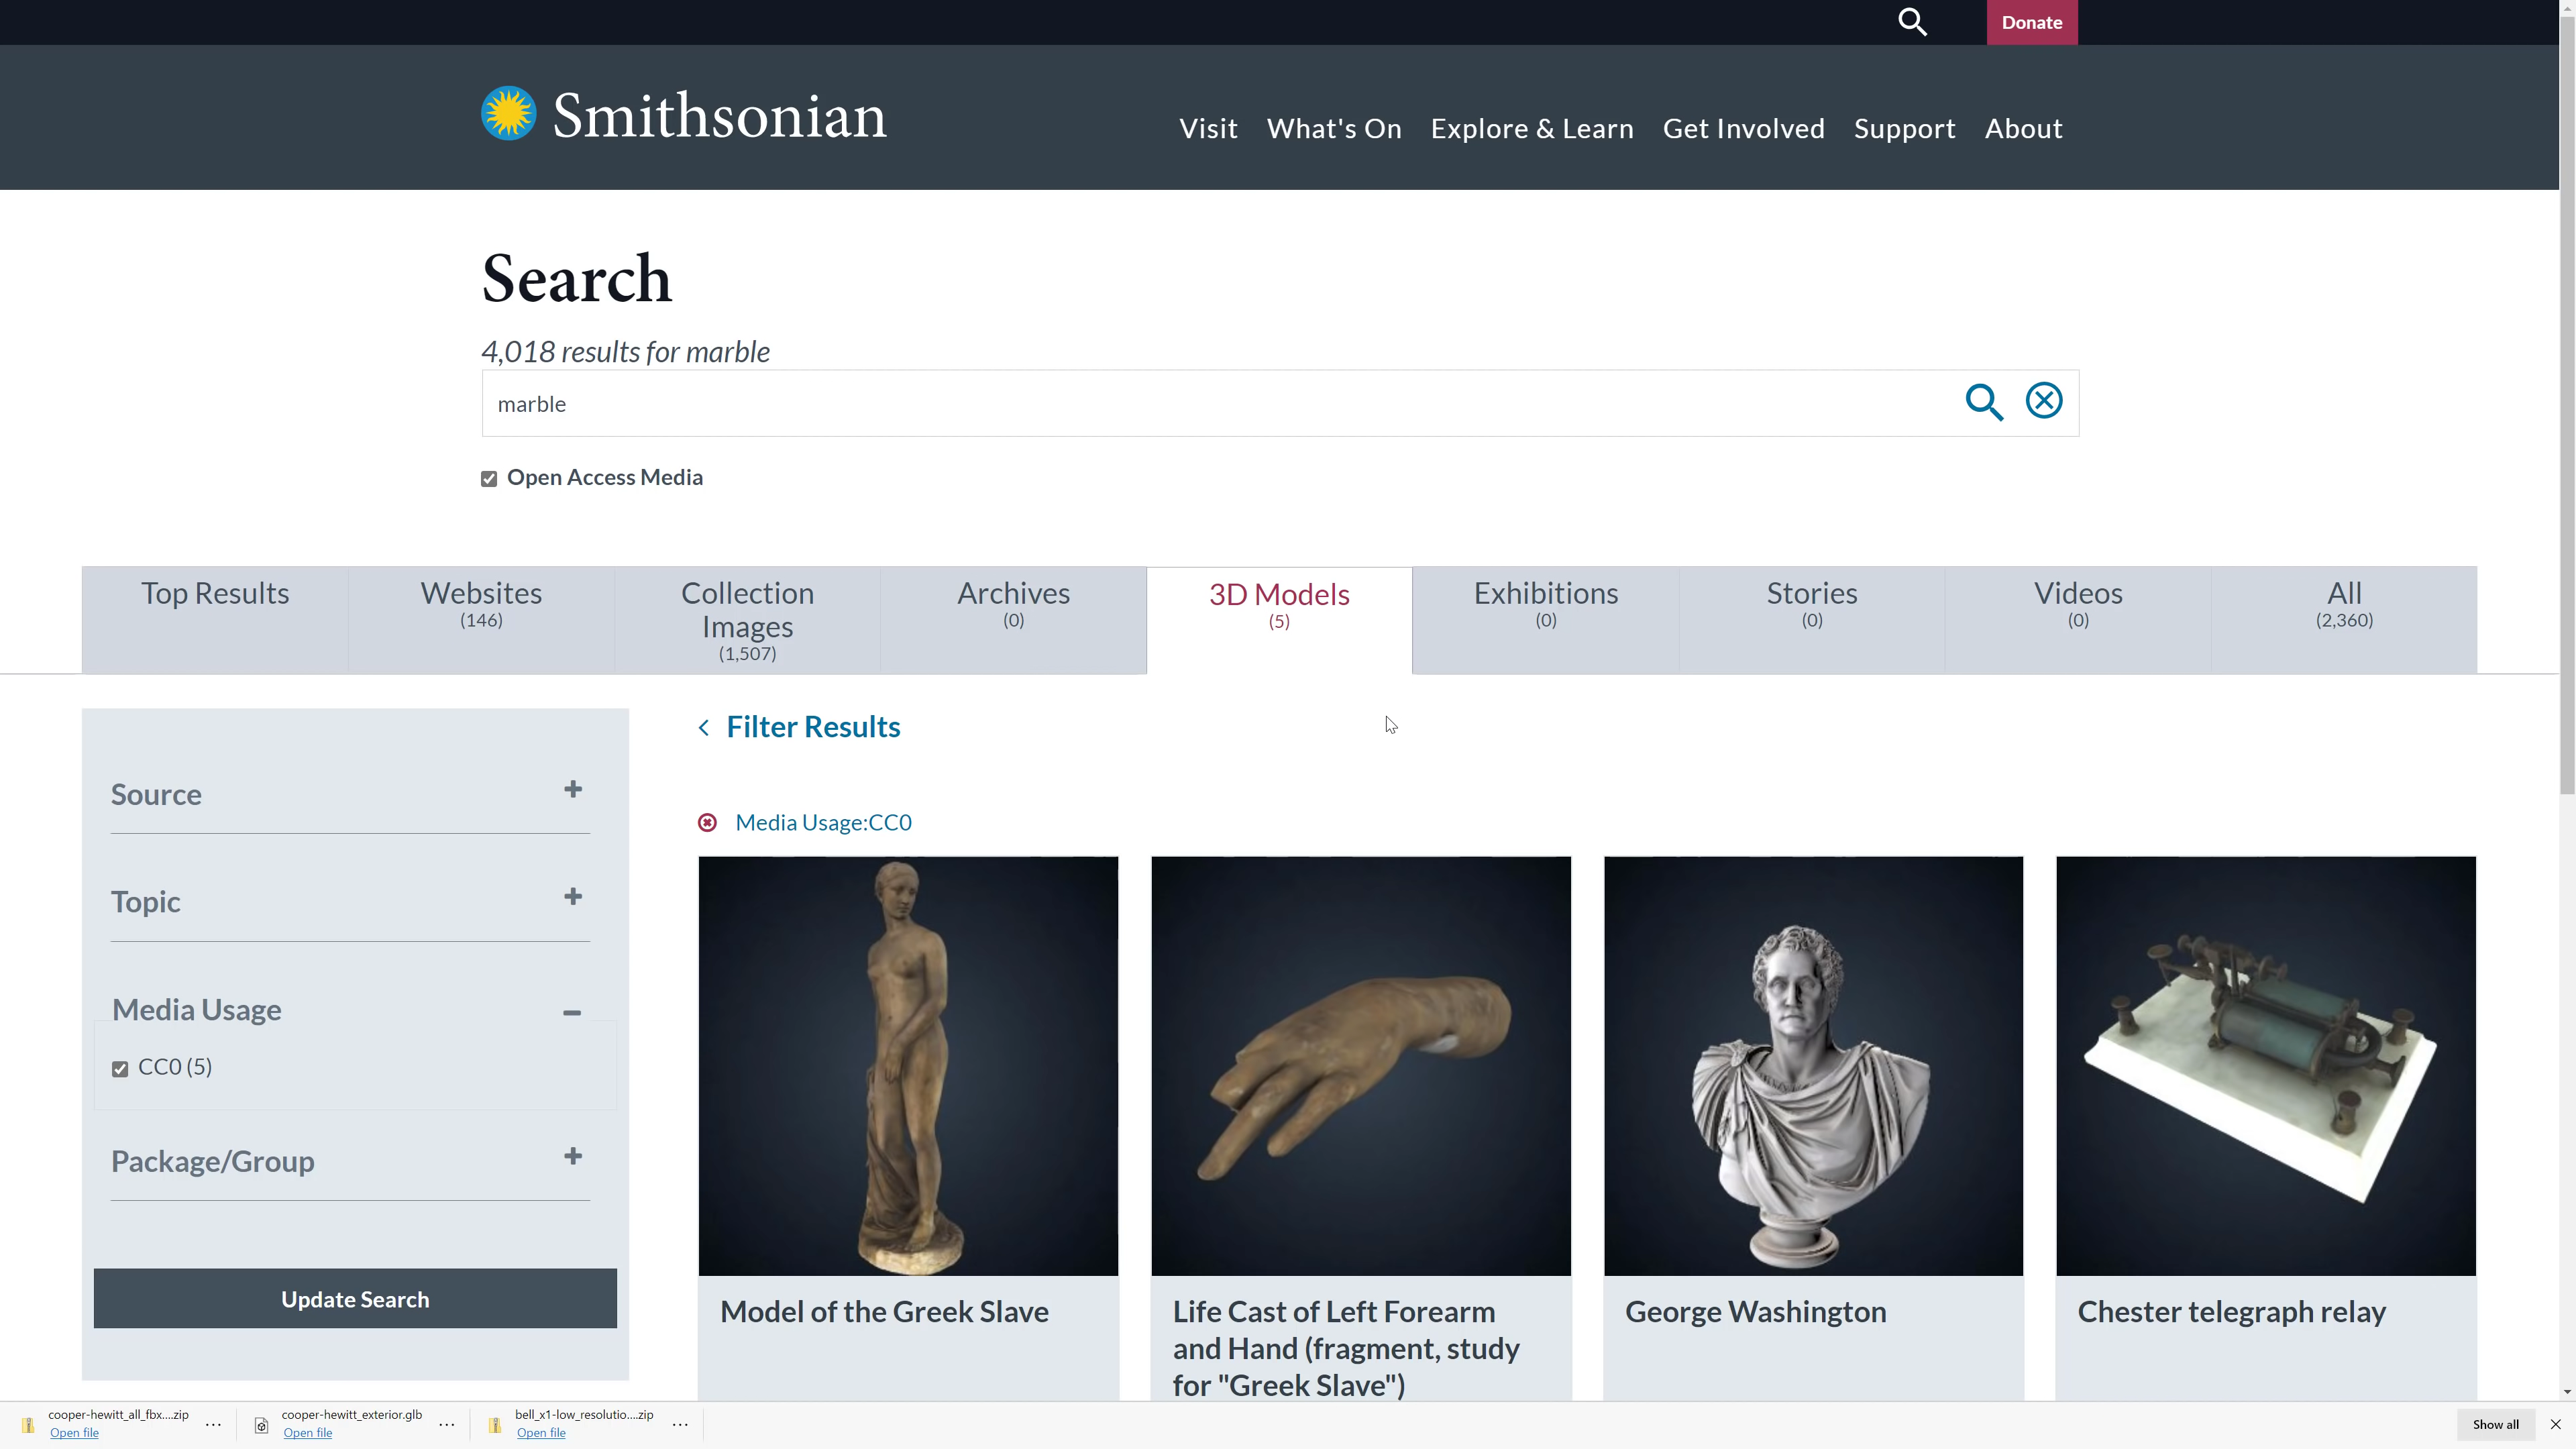 Donate
Smithsonian
Visit What's On Explore & Learn Get Involved Support About
Search
4,018 results for marble
marble
Open Access Media
Top Results
Websites
(146)
Collection
Images
(1,507)
Archives
(0)
3D Models
(5)
Exhibitions
(0)
Stories
(0)
Videos
(0)
All
(2,360)
Source
Topic
Media Usage
CC0 (5)
Package/Group
Update Search
Filter Results
Media Usage:CC0
Model of the Greek Slave
Life Cast of Left Forearm
and Hand (fragment, study
for "Greek Slave")
George Washington
Chester telegraph relay
cooper-hewitt_all_fbx....zip
Open file
cooper-hewitt_exterior.glb
Open file
bell_x1-low_resolutio....zip
Open file
Show all